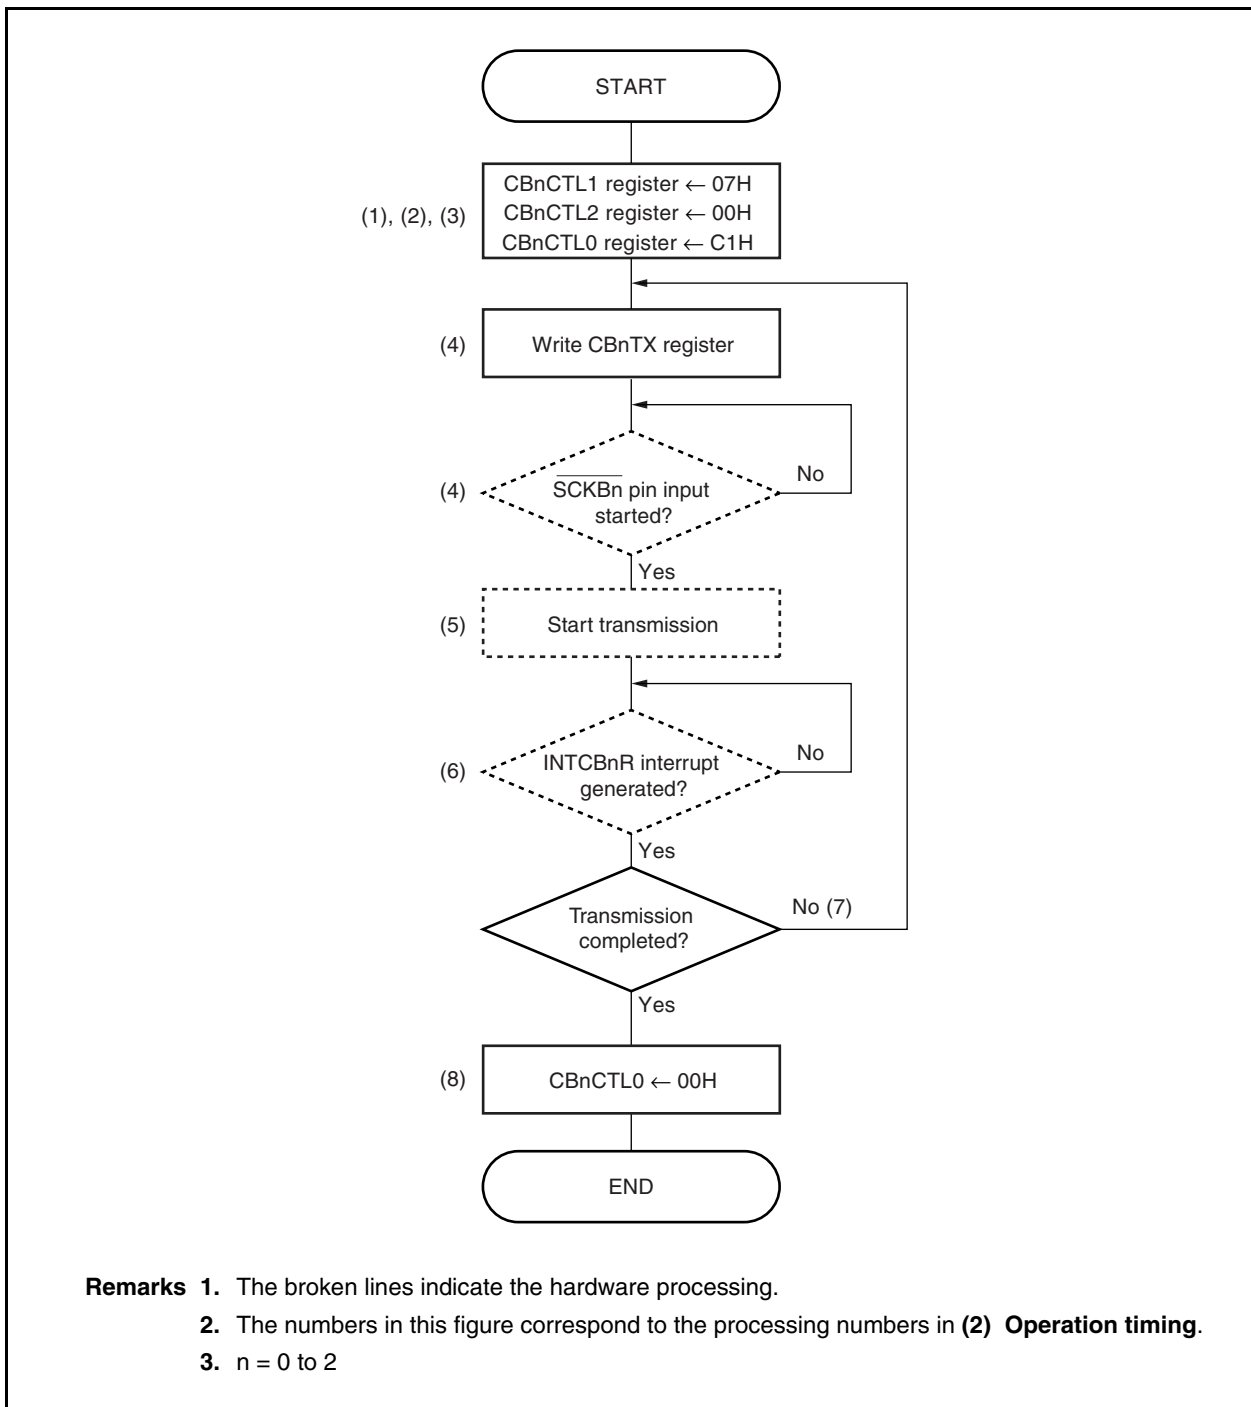 START
(1), (2), (3)
CBnCTL1 register ← 07H
CBnCTL2 register ← 00H
CBnCTL0 register ← C1H
(4)
Write CBnTX register
(4)
SCKBn pin input
started?
No
Yes
(5)
Start transmission
(6)
INTCBnR interrupt
generated?
No
Yes
Transmission
completed?
No (7)
Yes
(8)
CBnCTL0 ← 00H
END
Remarks 1. The broken lines indicate the hardware processing.
2. The numbers in this figure correspond to the processing numbers in (2) Operation timing.
3. n = 0 to 2